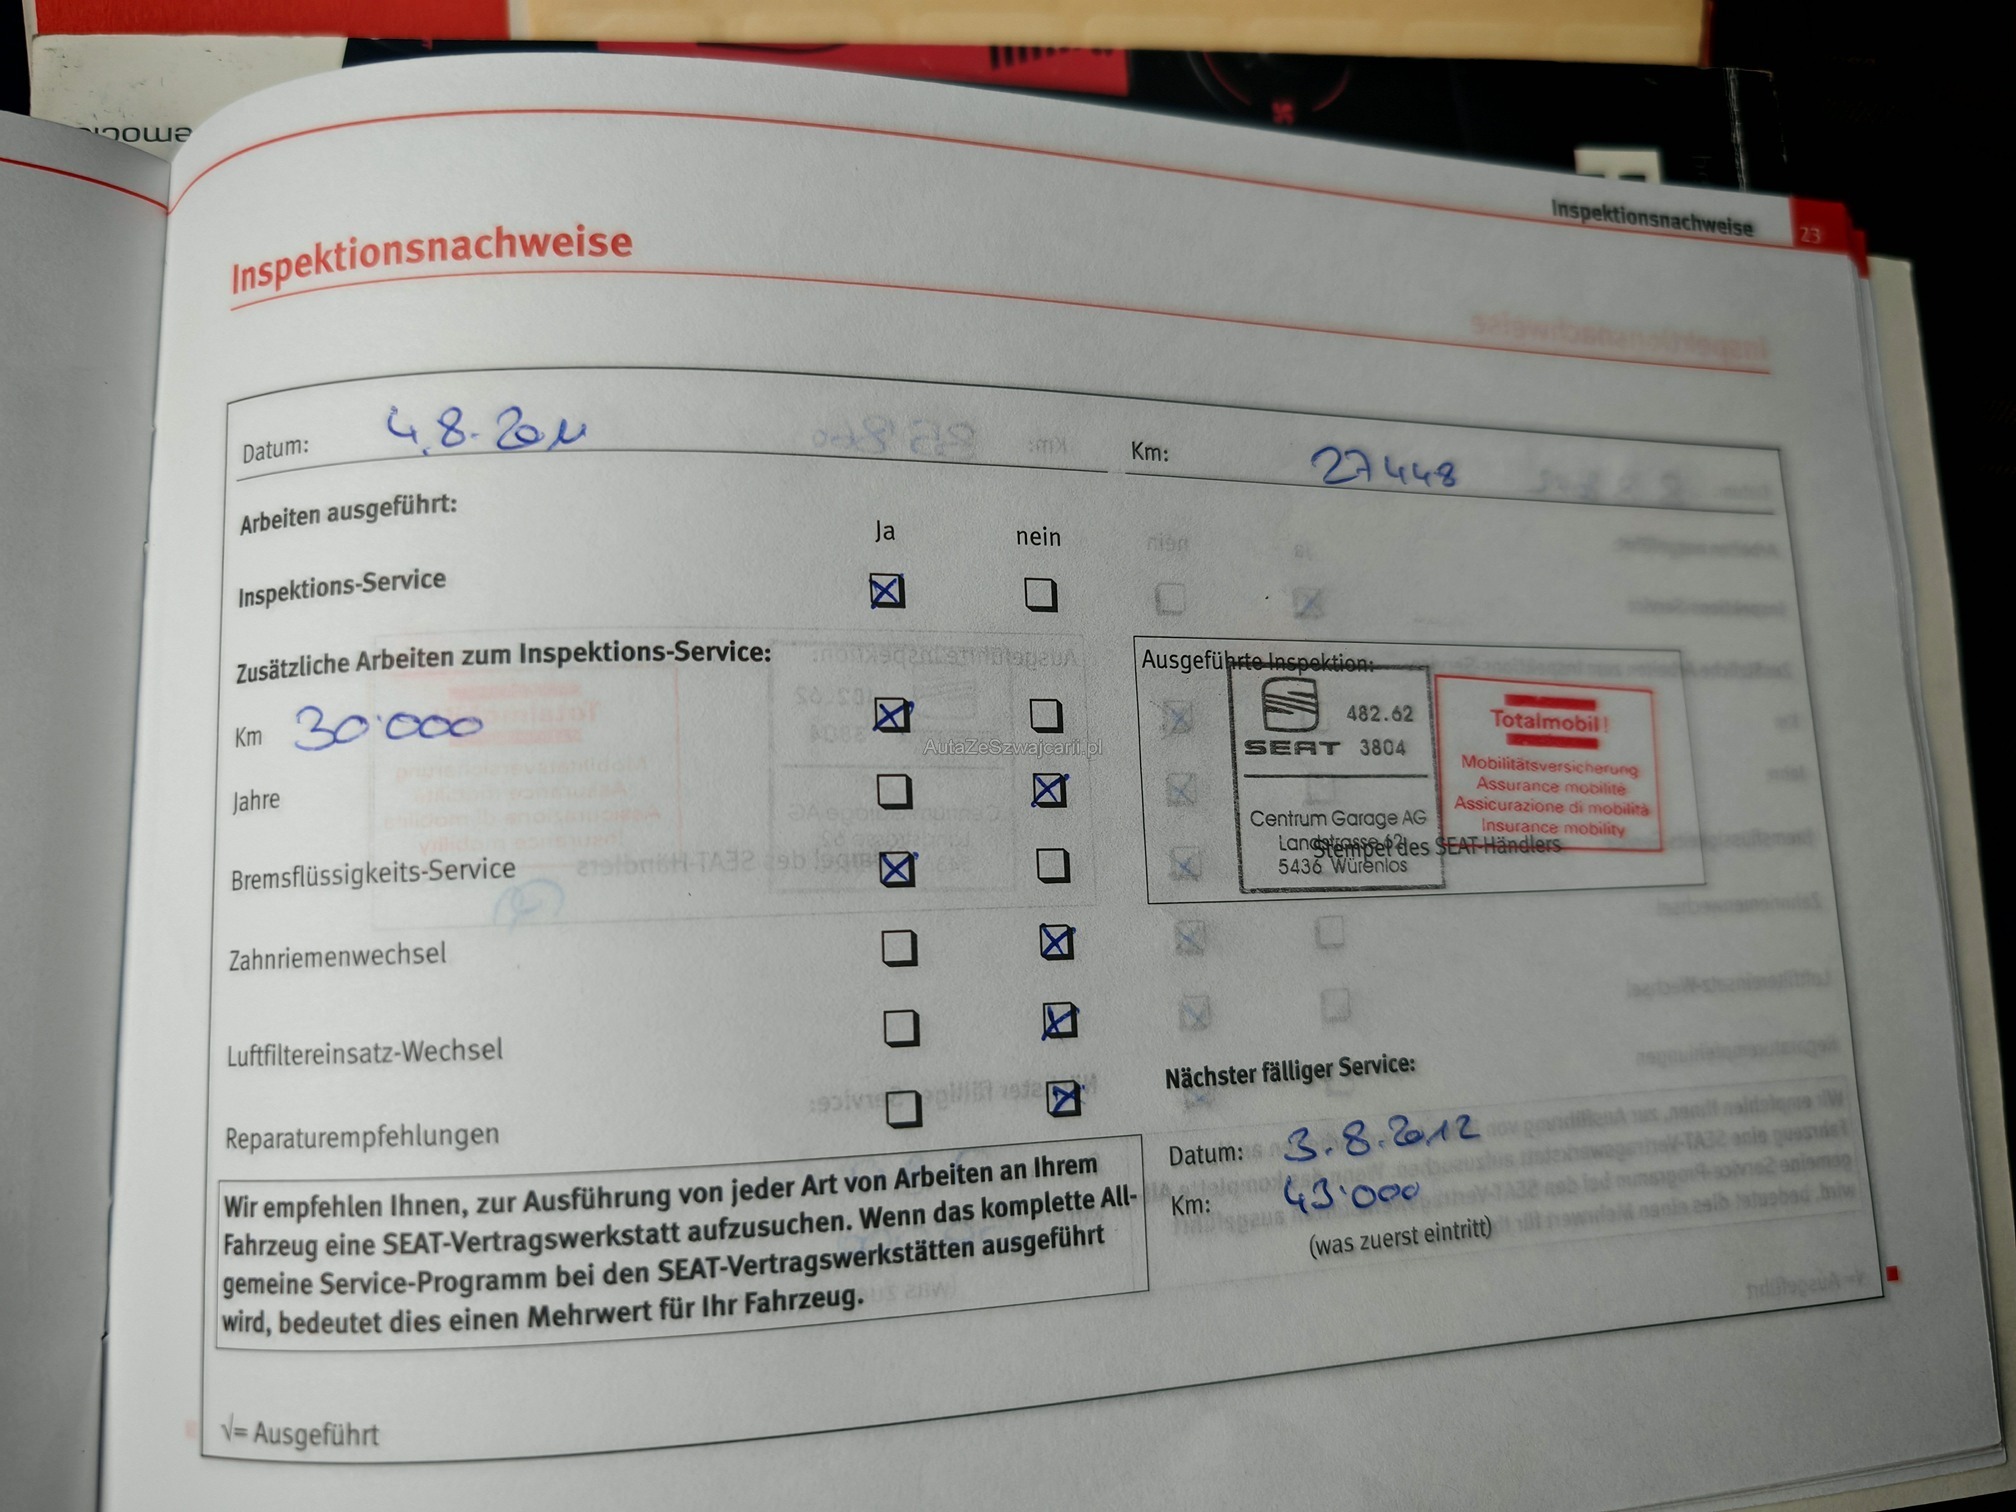 emoc
Inspektionsnachweise
23
Inspektionsnachweise
Datum: 4.8.2011
Km: 27448
Arbeiten ausgeführt:
Ja nein
Inspektions-Service
Zusätzliche Arbeiten zum Inspektions-Service:
Km 30'000
Jahre
Bremsflüssigkeits-Service
Zahnriemenwechsel
Luftfiltereinsatz-Wechsel
Reparaturempfehlungen
Ausgeführte Inspektion:
482.62
SEAT 3804
Centrum Garage AG
Landstrasse 62
5436 Würenlos
Totalmobil!
Mobilitätsversicherung
Assurance mobilité
Assicurazione di mobilità
Insurance mobility
Stempel des SEAT-Händlers
AutaZeSzwajcarii.pl
Nächster fälliger Service:
Datum: 3.8.2012
Km: 43'000
(was zuerst eintritt)
Wir empfehlen Ihnen, zur Ausführung von jeder Art von Arbeiten an Ihrem
Fahrzeug eine SEAT-Vertragswerkstatt aufzusuchen. Wenn das komplette All-
gemeine Service-Programm bei den SEAT-Vertragswerkstätten ausgeführt
wird, bedeutet dies einen Mehrwert für Ihr Fahrzeug.
√= Ausgeführt